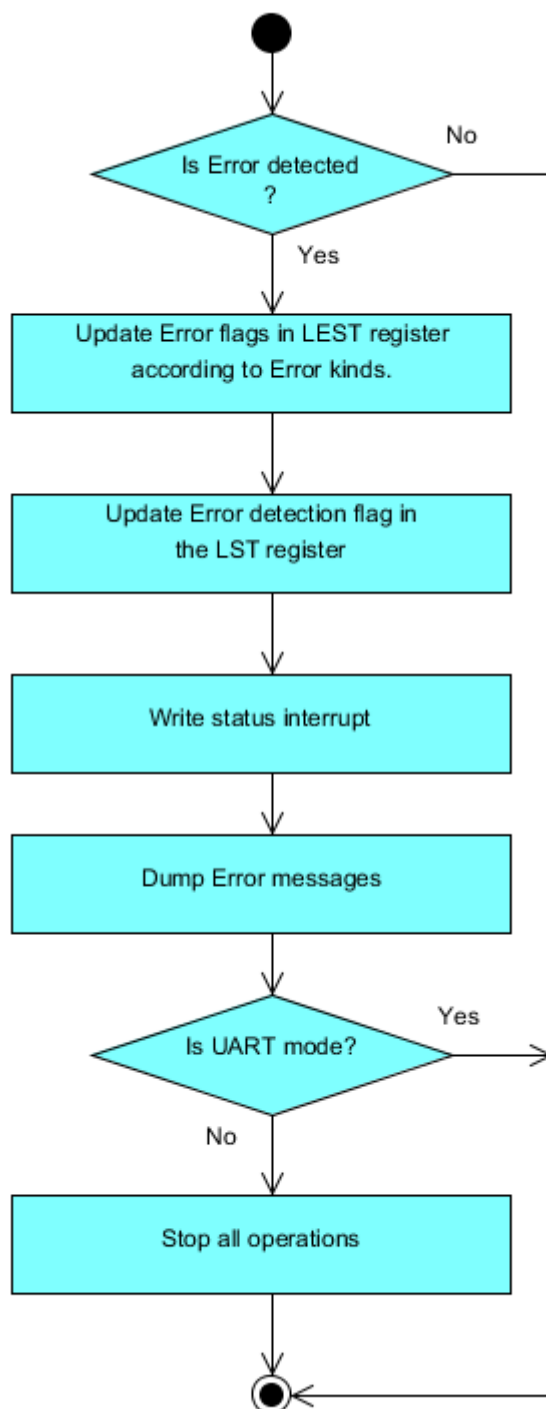 Is Error detected
?
No
Yes
Update Error flags in LEST register
according to Error kinds.
Update Error detection flag in
the LST register
Write status interrupt
Dump Error messages
Is UART mode?
Yes
No
Stop all operations